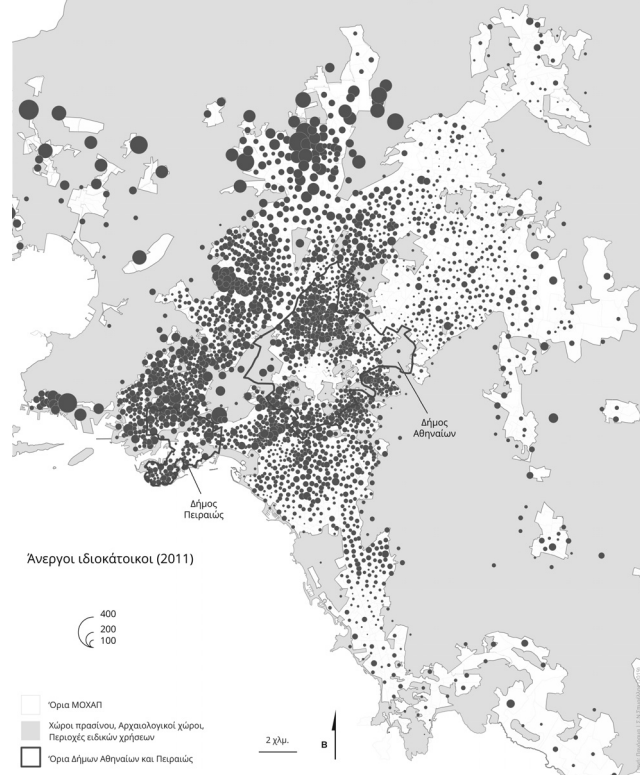 Δήμος
Αθηναίων
Δήμος
Πειραιώς
Άνεργοι ιδιοκάτοικοι (2011)
400
200
100
Όρια ΜΟΧΑΠ
Χώροι πρασίνου, Αρχαιολογικοί χώροι,
Περιοχές ειδικών χρήσεων
Όρια Δήμων Αθηναίων και Πειραιώς
2 χλμ.
B